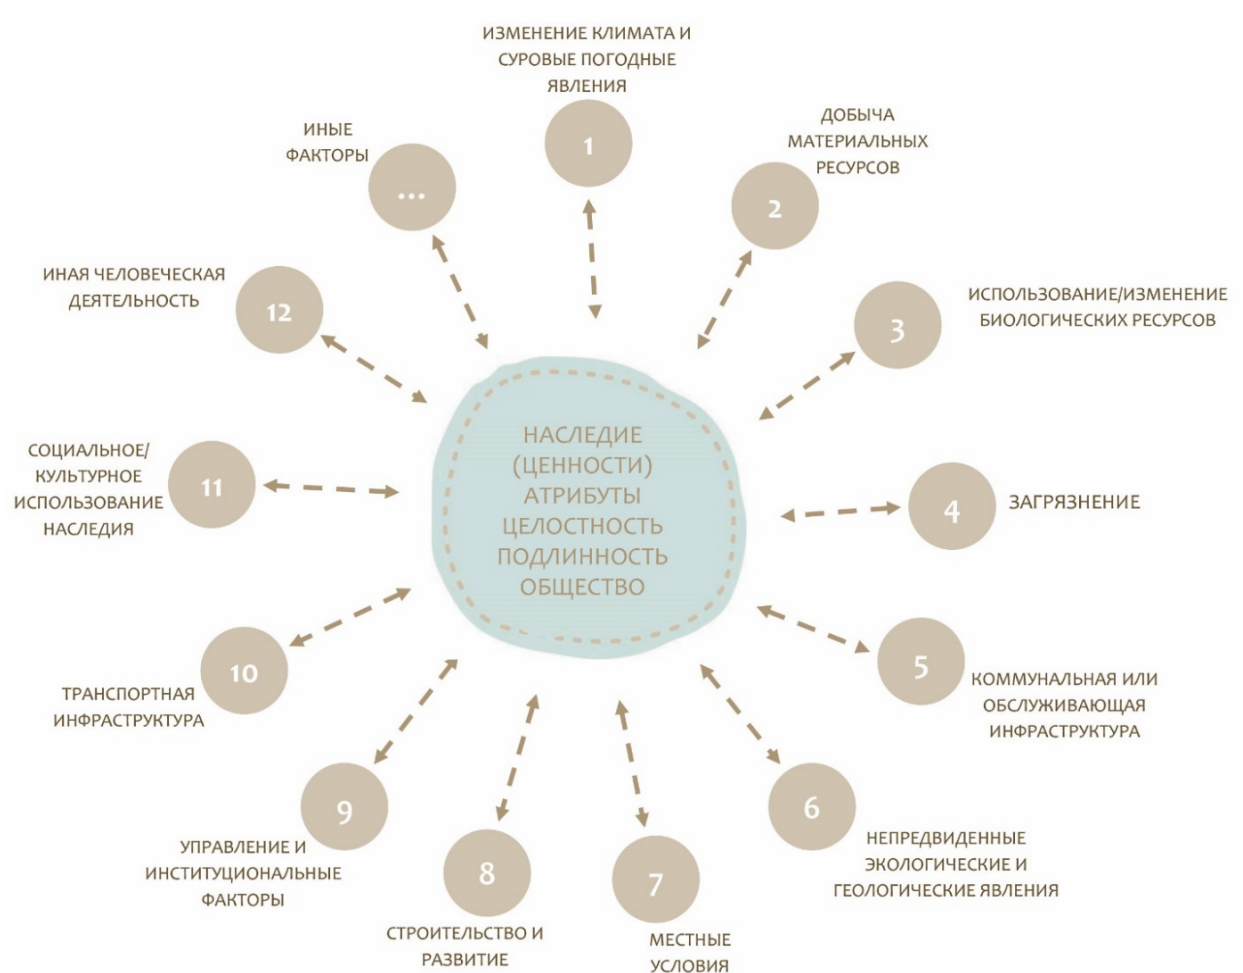 ИЗМЕНЕНИЕ КЛИМАТА И
СУРОВЫЕ ПОГОДНЫЕ
ЯВЛЕНИЯ
1
ДОБЫЧА
МАТЕРИАЛЬНЫХ
РЕСУРСОВ
2
ИСПОЛЬЗОВАНИЕ/ИЗМЕНЕНИЕ
БИОЛОГИЧЕСКИХ РЕСУРСОВ
3
ЗАГРЯЗНЕНИЕ
4
КОММУНАЛЬНАЯ ИЛИ
ОБСЛУЖИВАЮЩАЯ
ИНФРАСТРУКТУРА
5
НЕПРЕДВИДЕННЫЕ
ЭКОЛОГИЧЕСКИЕ И
ГЕОЛОГИЧЕСКИЕ ЯВЛЕНИЯ
6
МЕСТНЫЕ
УСЛОВИЯ
7
СТРОИТЕЛЬСТВО И
РАЗВИТИЕ
8
УПРАВЛЕНИЕ И
ИНСТИТУЦИОНАЛЬНЫЕ
ФАКТОРЫ
9
ТРАНСПОРТНАЯ
ИНФРАСТРУКТУРА
10
СОЦИАЛЬНОЕ/
КУЛЬТУРНОЕ
ИСПОЛЬЗОВАНИЕ
НАСЛЕДИЯ
11
ИНАЯ ЧЕЛОВЕЧЕСКАЯ
ДЕЯТЕЛЬНОСТЬ
12
ИНЫЕ
ФАКТОРЫ
...
НАСЛЕДИЕ
(ЦЕННОСТИ)
АТРИБУТЫ
ЦЕЛОСТНОСТЬ
ПОДЛИННОСТЬ
ОБЩЕСТВО